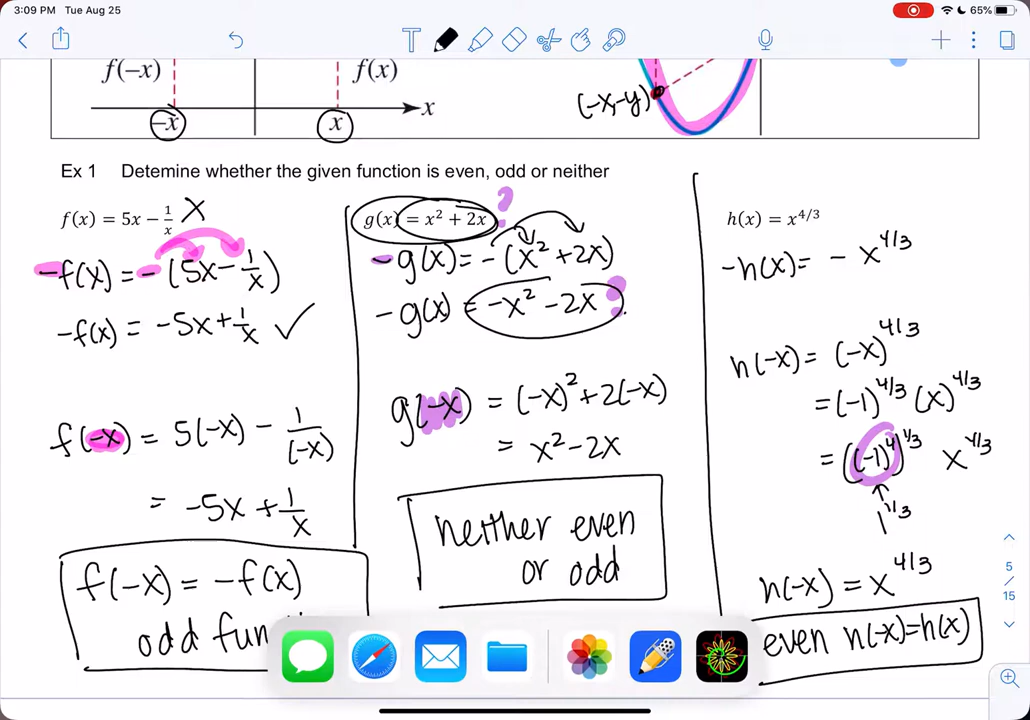 3:09 PM Tue Aug 25
65%
f(-x)
f(x)
x
-x
x
(-x,-y)
Ex 1 Detemine whether the given function is even, odd or neither
f(x) = 5x − 1/x X
-f(x) = -(5x - 1/x)
-f(x) = -5x + 1/x ✓
f(-x) = 5(-x) - 1/(-x)
= -5x + 1/x
f(-x) = -f(x)
odd fun
g(x) = x² + 2x ?
-g(x) = -(x² + 2x)
-g(x) = -x² - 2x ?
g(-x) = (-x)² + 2(-x)
= x² - 2x
neither even
or odd
h(x) = x^4/3
-h(x) = - x^4/3
h(-x) = (-x)^4/3
= (-1)^4/3 (x)^4/3
= ((-1)^4)^1/3 x^4/3
↑
1^1/3
h(-x) = x^4/3
even h(-x) = h(x)
5
15